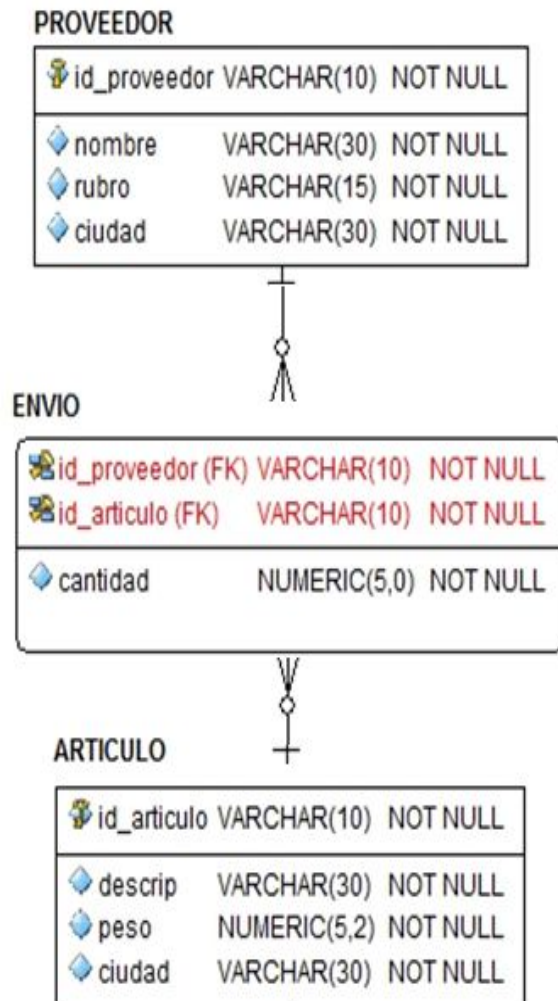 PROVEEDOR
id_proveedor VARCHAR(10) NOT NULL
nombre VARCHAR(30) NOT NULL
rubro VARCHAR(15) NOT NULL
ciudad VARCHAR(30) NOT NULL
ENVIO
id_proveedor (FK) VARCHAR(10) NOT NULL
id_articulo (FK) VARCHAR(10) NOT NULL
cantidad NUMERIC(5,0) NOT NULL
ARTICULO
id_articulo VARCHAR(10) NOT NULL
descrip VARCHAR(30) NOT NULL
peso NUMERIC(5,2) NOT NULL
ciudad VARCHAR(30) NOT NULL